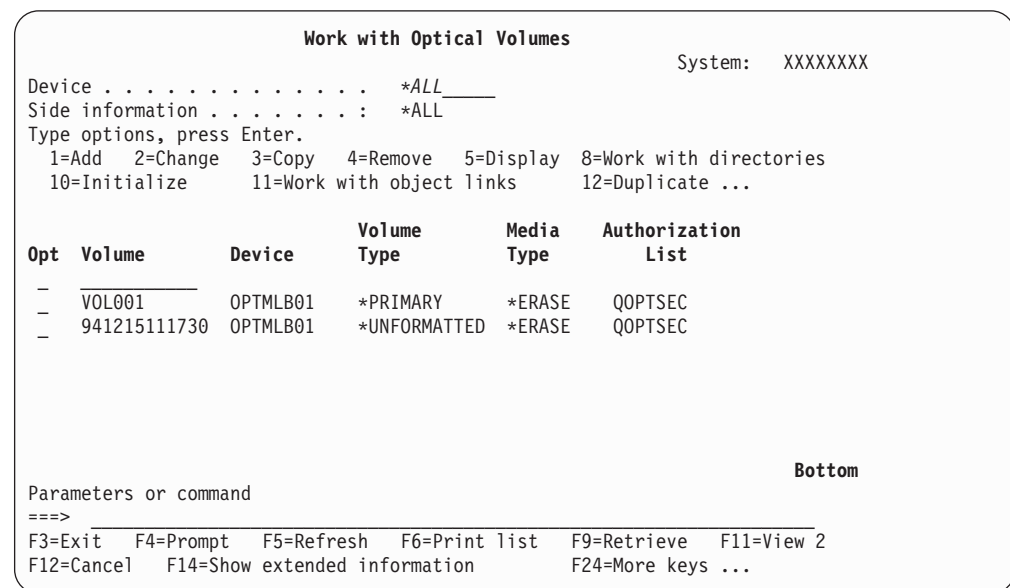 Work with Optical Volumes
System: XXXXXXXX
Device . . . . . . . . . . . . . . *ALL_____
Side information . . . . . . . : *ALL
Type options, press Enter.
1=Add 2=Change 3=Copy 4=Remove 5=Display 8=Work with directories
10=Initialize 11=Work with object links 12=Duplicate ...
Volume Media Authorization
Opt Volume Device Type Type List
_ ___________
_ VOL001 OPTMLB01 *PRIMARY *ERASE QOPTSEC
_ 941215111730 OPTMLB01 *UNFORMATTED *ERASE QOPTSEC
Bottom
Parameters or command
===> ____________________________________________________________________
F3=Exit F4=Prompt F5=Refresh F6=Print list F9=Retrieve F11=View 2
F12=Cancel F14=Show extended information F24=More keys ...